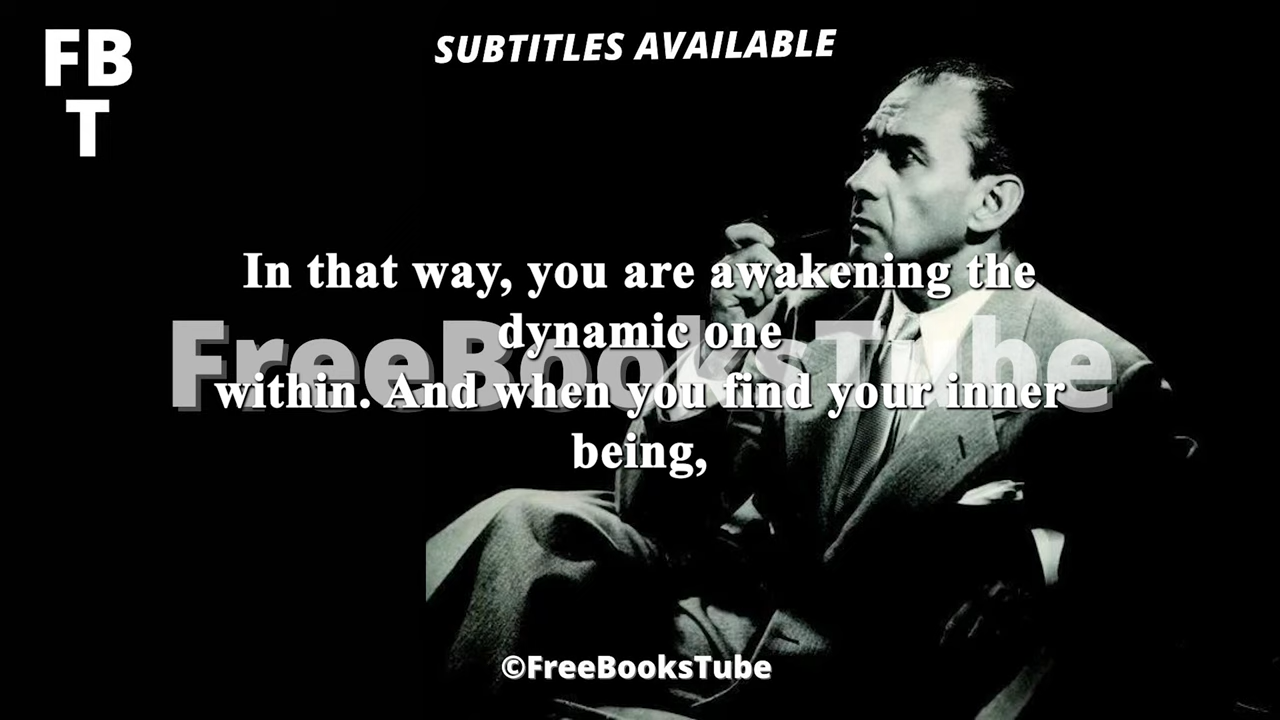 FB
T
SUBTITLES AVAILABLE
In that way, you are awakening the
dynamic one
FreeBooksTube
within. And when you find your inner
being,
©FreeBooksTube